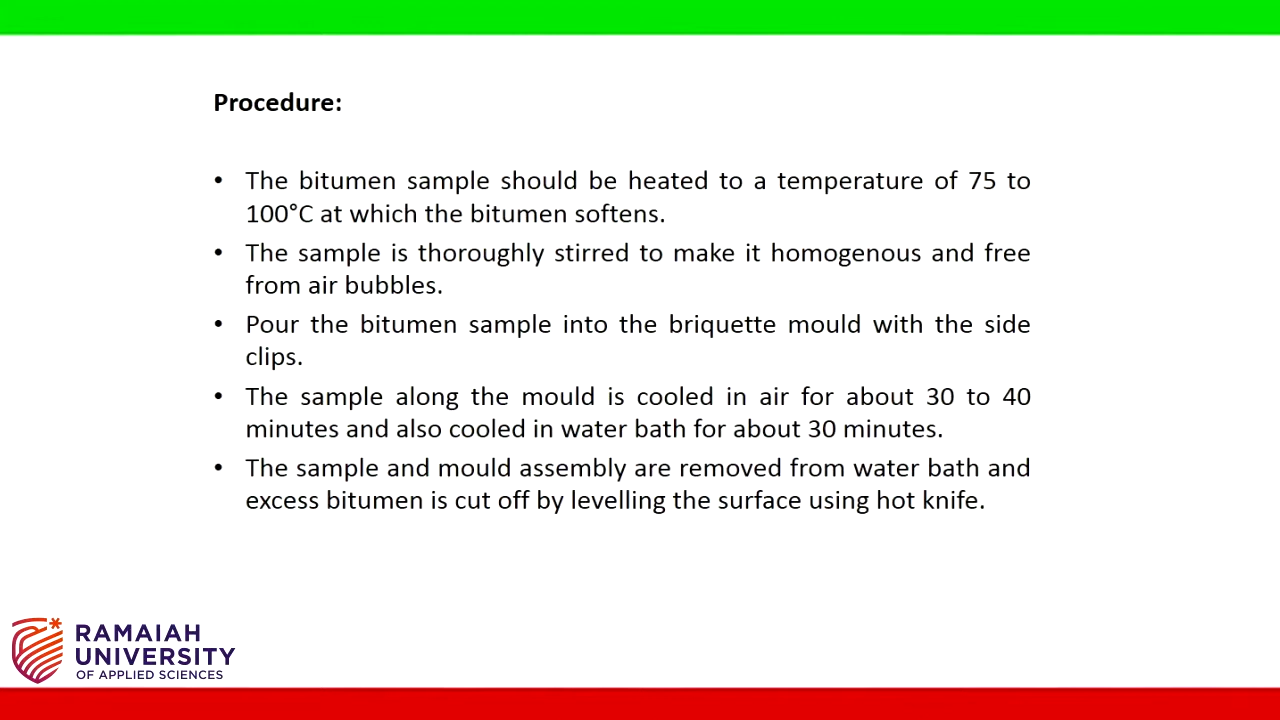 Procedure:
• The bitumen sample should be heated to a temperature of 75 to
100°C at which the bitumen softens.
• The sample is thoroughly stirred to make it homogenous and free
from air bubbles.
• Pour the bitumen sample into the briquette mould with the side
clips.
• The sample along the mould is cooled in air for about 30 to 40
minutes and also cooled in water bath for about 30 minutes.
• The sample and mould assembly are removed from water bath and
excess bitumen is cut off by levelling the surface using hot knife.
RAMAIAH
UNIVERSITY
OF APPLIED SCIENCES